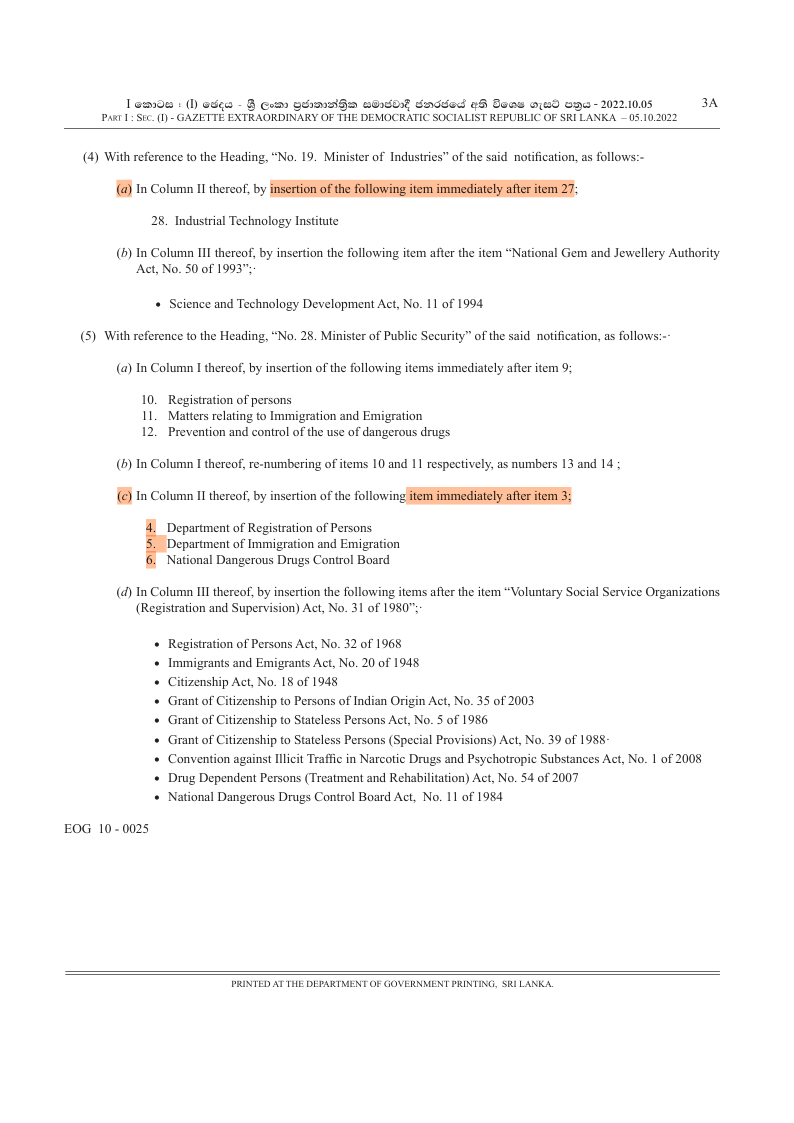 I කොටස : (I) ඡෙදය - ශ්‍රී ලංකා ප්‍රජාතාන්ත්‍රික සමාජවාදී ජනරජයේ අති විශෙෂ ගැසට් පත්‍රය - 2022.10.05 3A
PART I : SEC. (I) - GAZETTE EXTRAORDINARY OF THE DEMOCRATIC SOCIALIST REPUBLIC OF SRI LANKA – 05.10.2022
(4) With reference to the Heading, “No. 19. Minister of Industries” of the said notification, as follows:-
(a) In Column II thereof, by insertion of the following item immediately after item 27;
28. Industrial Technology Institute
(b) In Column III thereof, by insertion the following item after the item “National Gem and Jewellery Authority
Act, No. 50 of 1993”;·
• Science and Technology Development Act, No. 11 of 1994
(5) With reference to the Heading, “No. 28. Minister of Public Security” of the said notification, as follows:-·
(a) In Column I thereof, by insertion of the following items immediately after item 9;
10. Registration of persons
11. Matters relating to Immigration and Emigration
12. Prevention and control of the use of dangerous drugs
(b) In Column I thereof, re-numbering of items 10 and 11 respectively, as numbers 13 and 14 ;
(c) In Column II thereof, by insertion of the following item immediately after item 3;
4. Department of Registration of Persons
5. Department of Immigration and Emigration
6. National Dangerous Drugs Control Board
(d) In Column III thereof, by insertion the following items after the item “Voluntary Social Service Organizations
(Registration and Supervision) Act, No. 31 of 1980”;·
• Registration of Persons Act, No. 32 of 1968
• Immigrants and Emigrants Act, No. 20 of 1948
• Citizenship Act, No. 18 of 1948
• Grant of Citizenship to Persons of Indian Origin Act, No. 35 of 2003
• Grant of Citizenship to Stateless Persons Act, No. 5 of 1986
• Grant of Citizenship to Stateless Persons (Special Provisions) Act, No. 39 of 1988·
• Convention against Illicit Traffic in Narcotic Drugs and Psychotropic Substances Act, No. 1 of 2008
• Drug Dependent Persons (Treatment and Rehabilitation) Act, No. 54 of 2007
• National Dangerous Drugs Control Board Act, No. 11 of 1984
EOG 10 - 0025
PRINTED AT THE DEPARTMENT OF GOVERNMENT PRINTING, SRI LANKA.